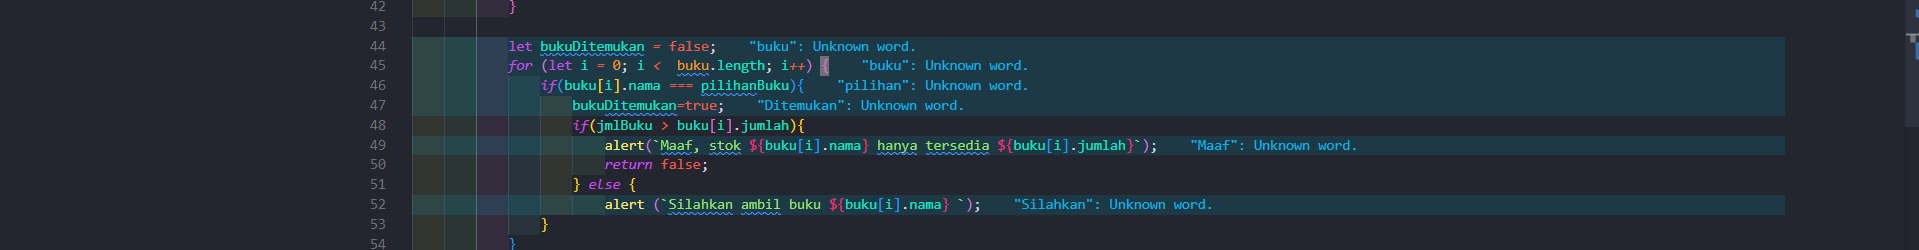 42 }
43
44 let bukuDitemukan = false; "buku": Unknown word.
45 for (let i = 0; i < buku.length; i++) { "buku": Unknown word.
46 if(buku[i].nama === pilihanBuku){ "pilihan": Unknown word.
47 bukuDitemukan=true; "Ditemukan": Unknown word.
48 if(jmlBuku > buku[i].jumlah){
49 alert(`Maaf, stok ${buku[i].nama} hanya tersedia ${buku[i].jumlah}`); "Maaf": Unknown word.
50 return false;
51 } else {
52 alert (`Silahkan ambil buku ${buku[i].nama} `); "Silahkan": Unknown word.
53 }
54 }